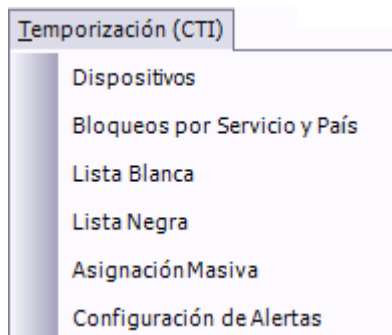 Temporización (CTI)
Dispositivos
Bloqueos por Servicio y País
Lista Blanca
Lista Negra
Asignación Masiva
Configuración de Alertas